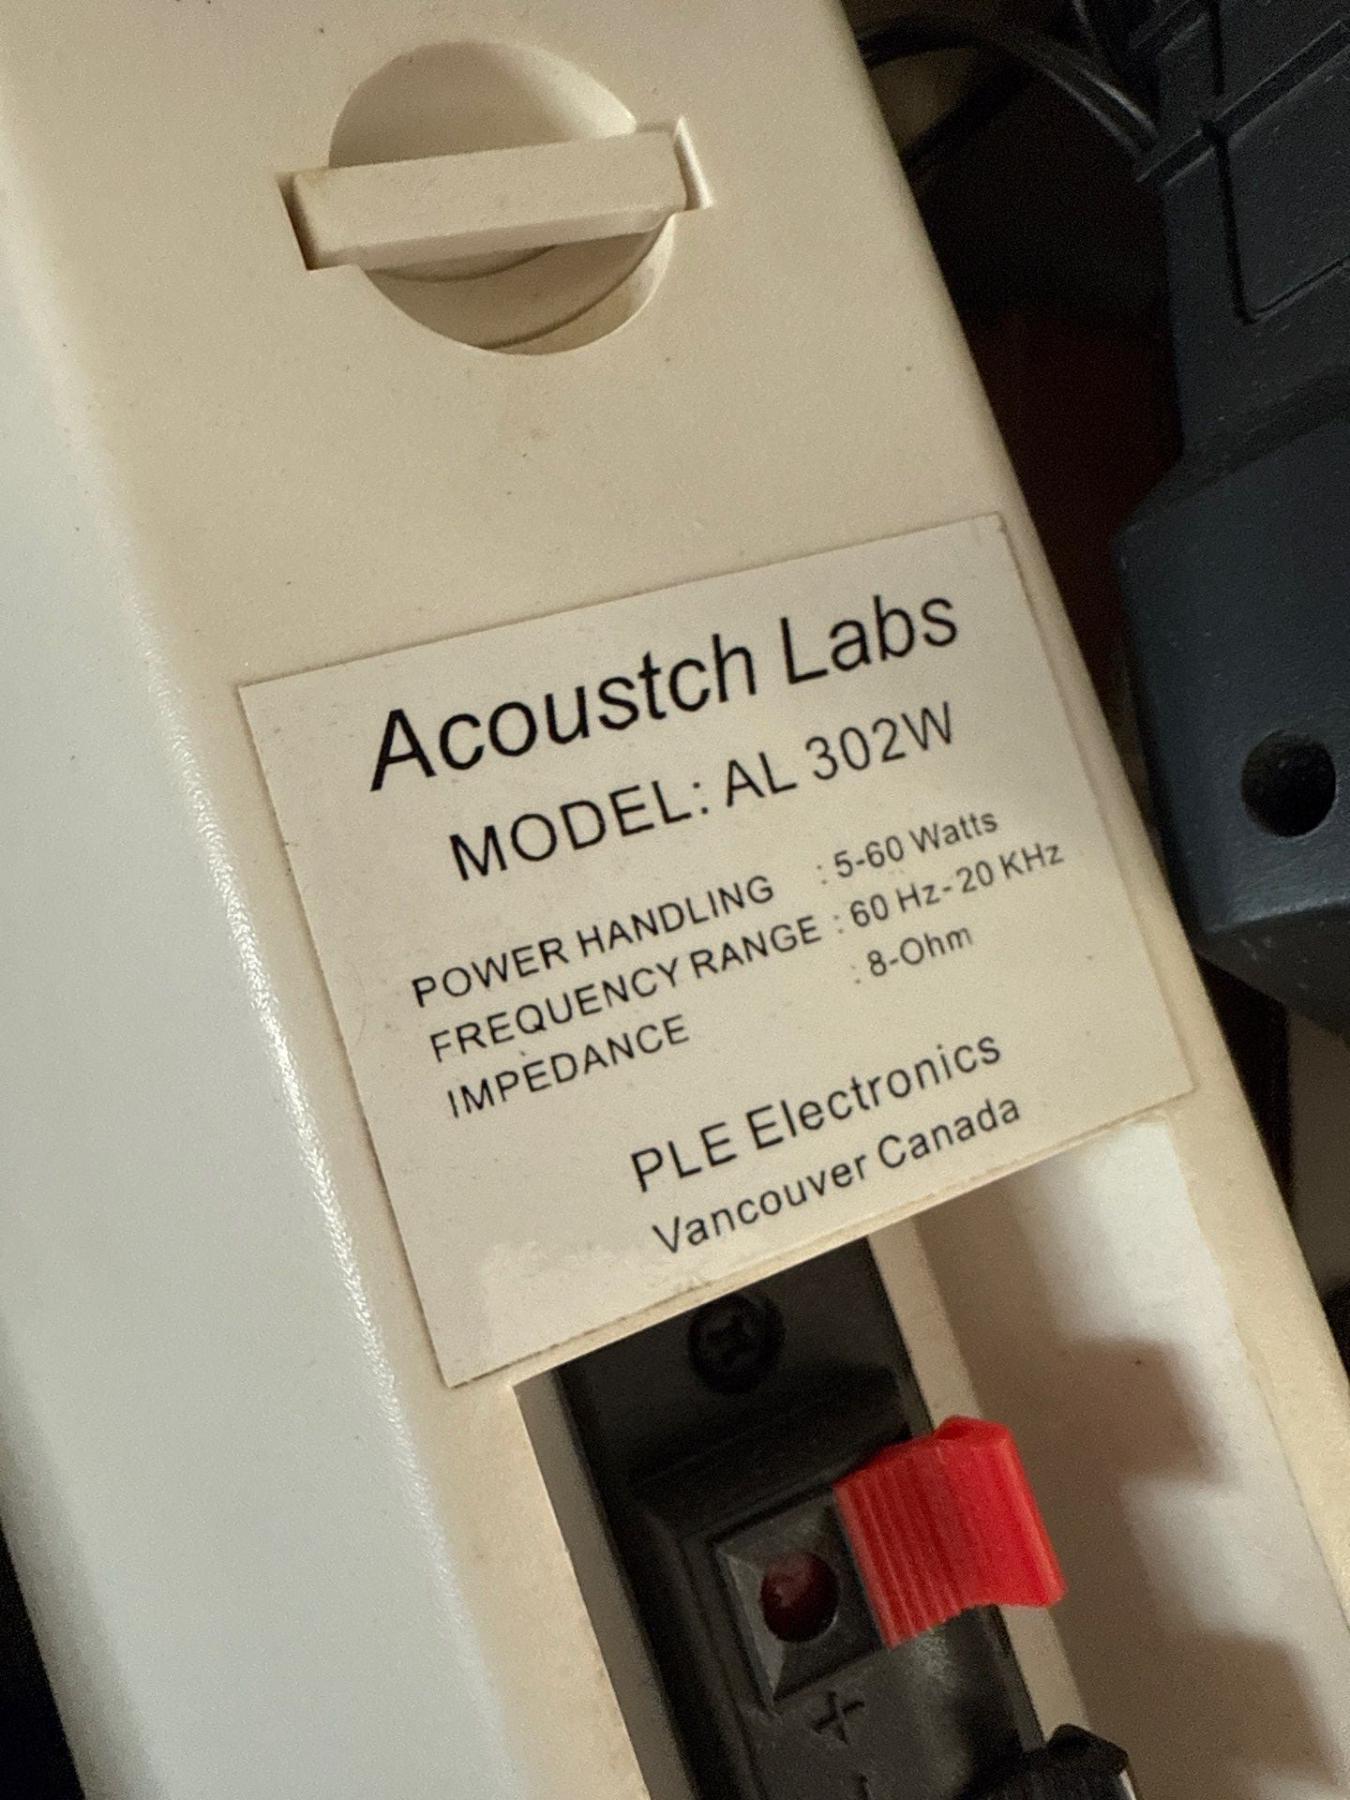 Acoustch Labs
MODEL: AL 302W
POWER HANDLING : 5-60 Watts
FREQUENCY RANGE : 60 Hz-20 KHz
IMPEDANCE : 8-Ohm
PLE Electronics
Vancouver Canada
+